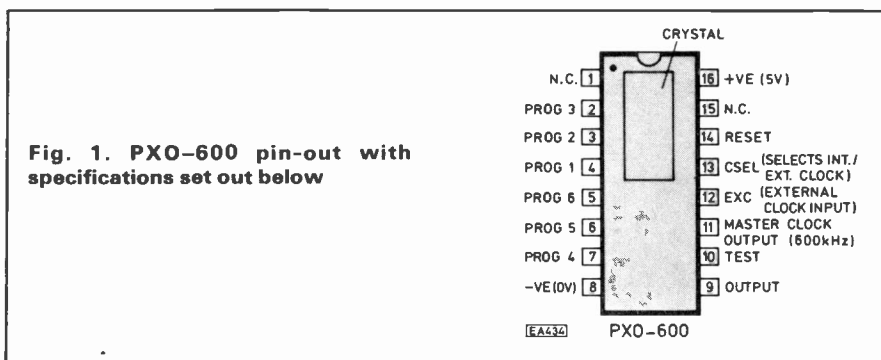 Fig. 1. PXO-600 pin-out with
specifications set out below
CRYSTAL
N.C. 1
PROG 3 2
PROG 2 3
PROG 1 4
PROG 6 5
PROG 5 6
PROG 4 7
-VE (0V) 8
16 +VE (5V)
15 N.C.
14 RESET
13 CSEL (SELECTS INT./
EXT. CLOCK)
12 EXC (EXTERNAL
CLOCK INPUT)
11 MASTER CLOCK
OUTPUT (600kHz)
10 TEST
9 OUTPUT
EA434
PXO-600